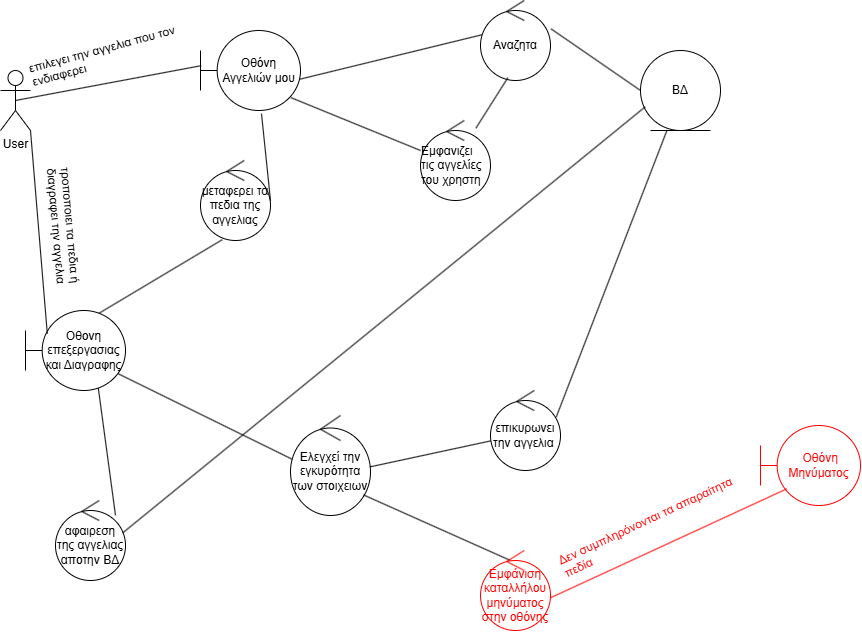 επιλεγει την αγγελια που τον
ενδιαφερει
Οθόνη
Αγγελιών μου
Αναζητα
ΒΔ
User
Εμφανιζει
τις αγγελίες
του χρηστη
μεταφερει τα
πεδια της
αγγελιας
τροποποιει τα πεδια ή
διαγραφει την αγγελια
Οθονη
επεξεργασιας
και Διαγραφης
επικυρωνει
την αγγελια
Ελεγχεί την
εγκυρότητα
των στοιχειων
Οθόνη
Μηνύματος
αφαιρεση
της αγγελιας
αποτην ΒΔ
Δεν συμπληρόνονται τα απαραίτητα
πεδία
Εμφάνιση
καταλλήλου
μηνύματος
στην οθόνης